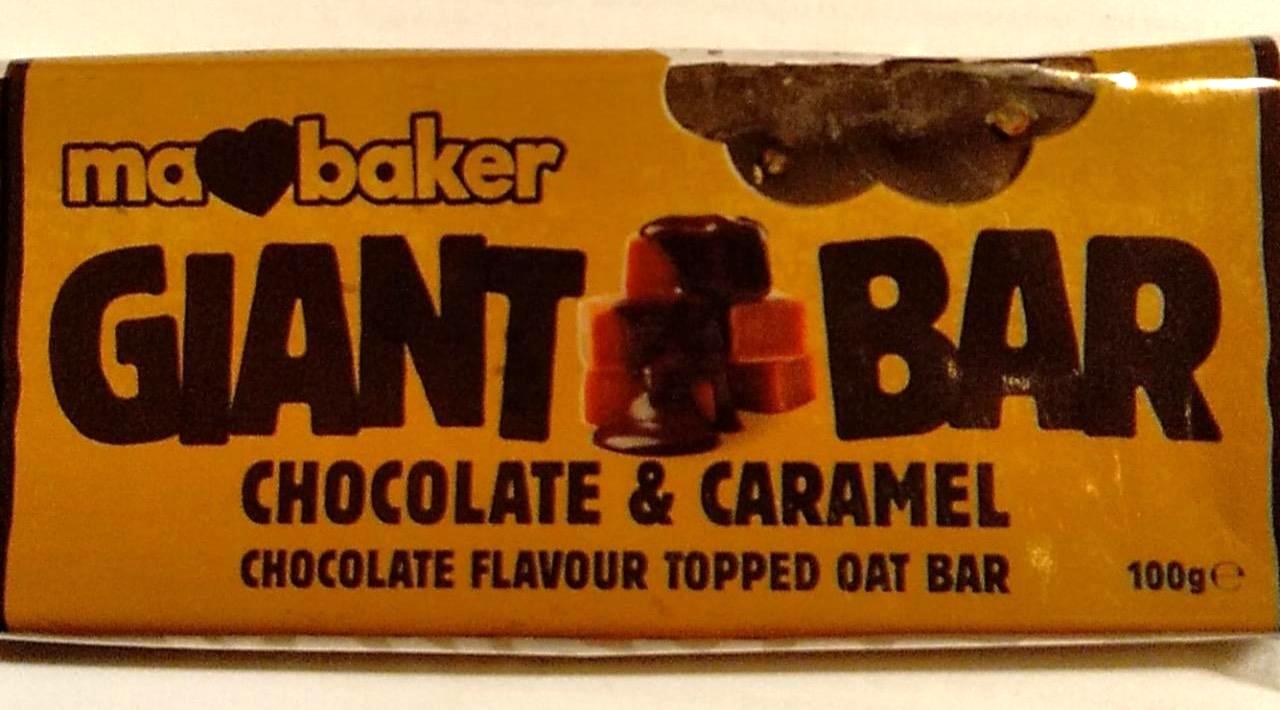 ma baker
GIANT BAR
CHOCOLATE & CARAMEL
CHOCOLATE FLAVOUR TOPPED OAT BAR
100g℮